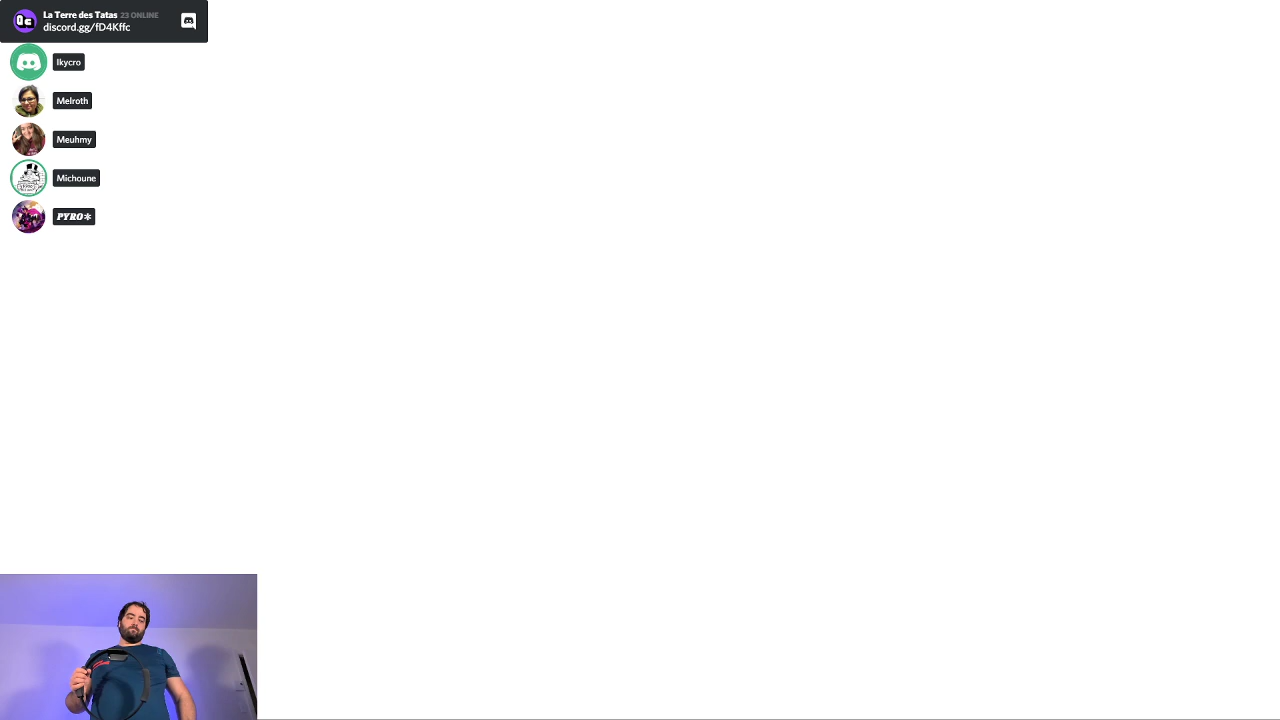 La Terre des Tatas 23 ONLINE
discord.gg/fD4Kffc
Ikycro
Melroth
Meuhmy
Michoune
PYRO*